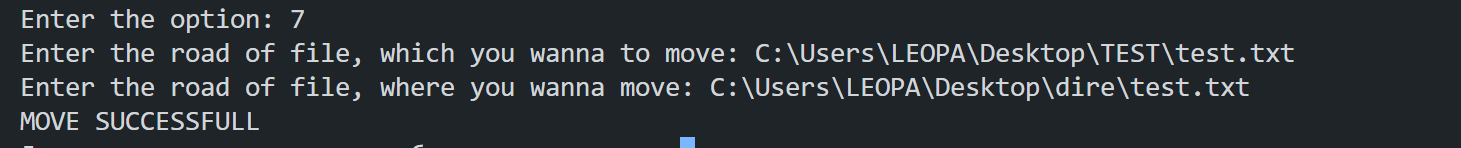 Enter the option: 7
Enter the road of file, which you wanna to move: C:\Users\LEOPA\Desktop\TEST\test.txt
Enter the road of file, where you wanna move: C:\Users\LEOPA\Desktop\dire\test.txt
MOVE SUCCESSFULL